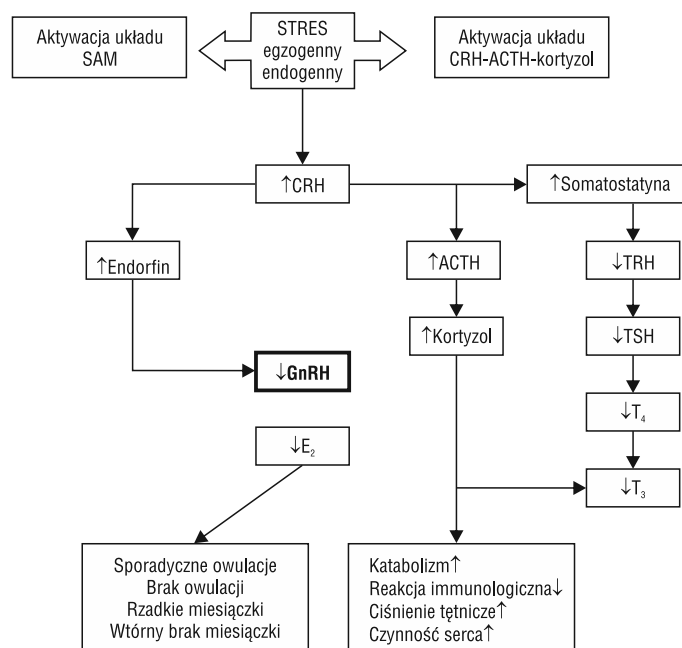 Aktywacja układu
SAM
STRES
egzogenny
endogenny
Aktywacja układu
CRH-ACTH-kortyzol
↑CRH
↑Somatostatyna
↑Endorfin
↑ACTH
↓TRH
↑Kortyzol
↓TSH
↓GnRH
↓T₄
↓E₂
↓T₃
Sporadyczne owulacje
Brak owulacji
Rzadkie miesiączki
Wtórny brak miesiączki
Katabolizm↑
Reakcja immunologiczna↓
Ciśnienie tętnicze↑
Czynność serca↑